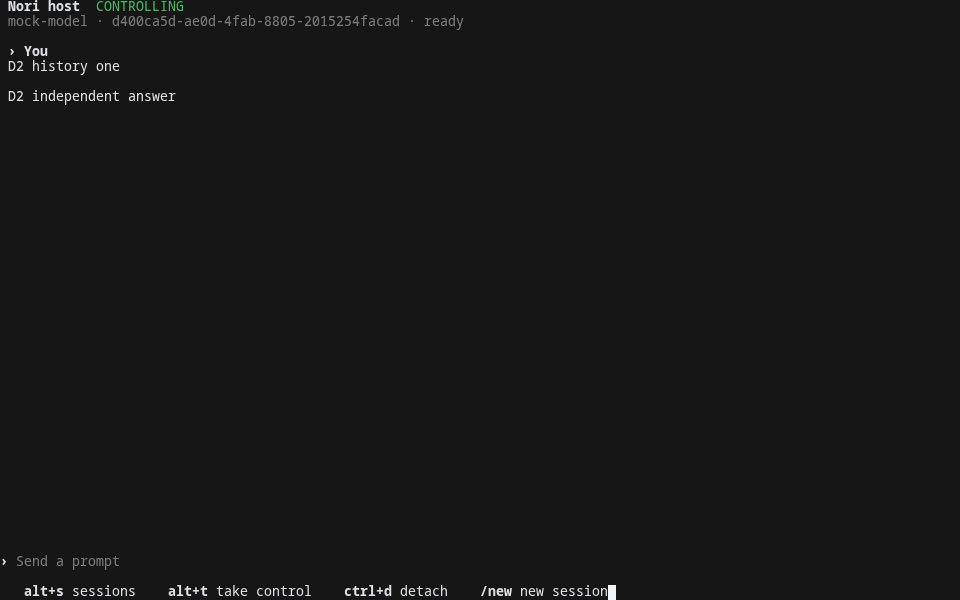 Nori host  CONTROLLING
mock-model · d400ca5d-ae0d-4fab-8805-2015254facad · ready
› You
D2 history one
D2 independent answer
› Send a prompt
alt+s sessions    alt+t take control    ctrl+d detach    /new new session